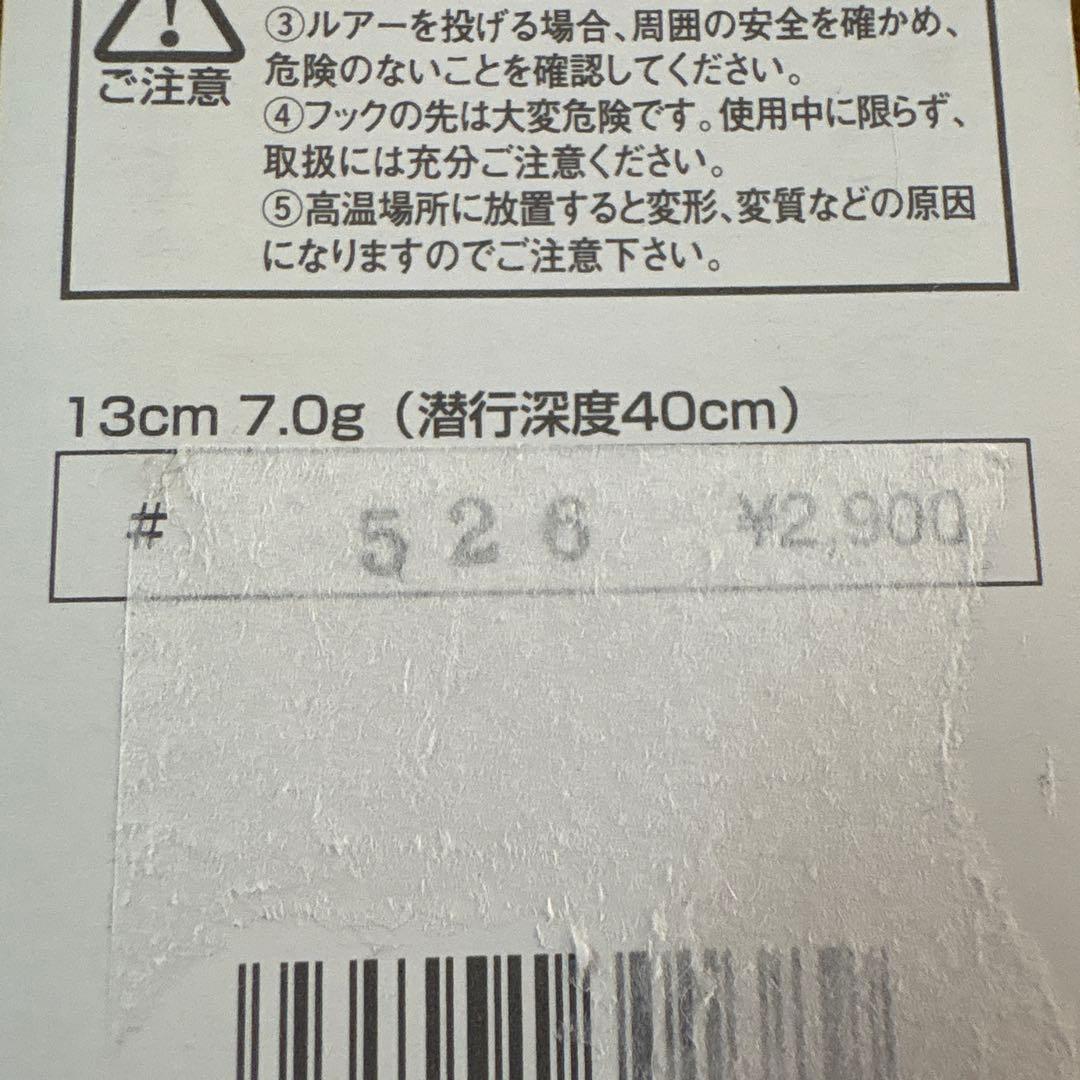 ③ルアーを投げる場合、周囲の安全を確かめ、
ご注意
危険のないことを確認してください。
④フックの先は大変危険です。使用中に限らず、
取扱には充分ご注意ください。
⑤高温場所に放置すると変形、変質などの原因
になりますのでご注意下さい。
13cm 7.0g（潜行深度40cm）
# 526 ¥2,900